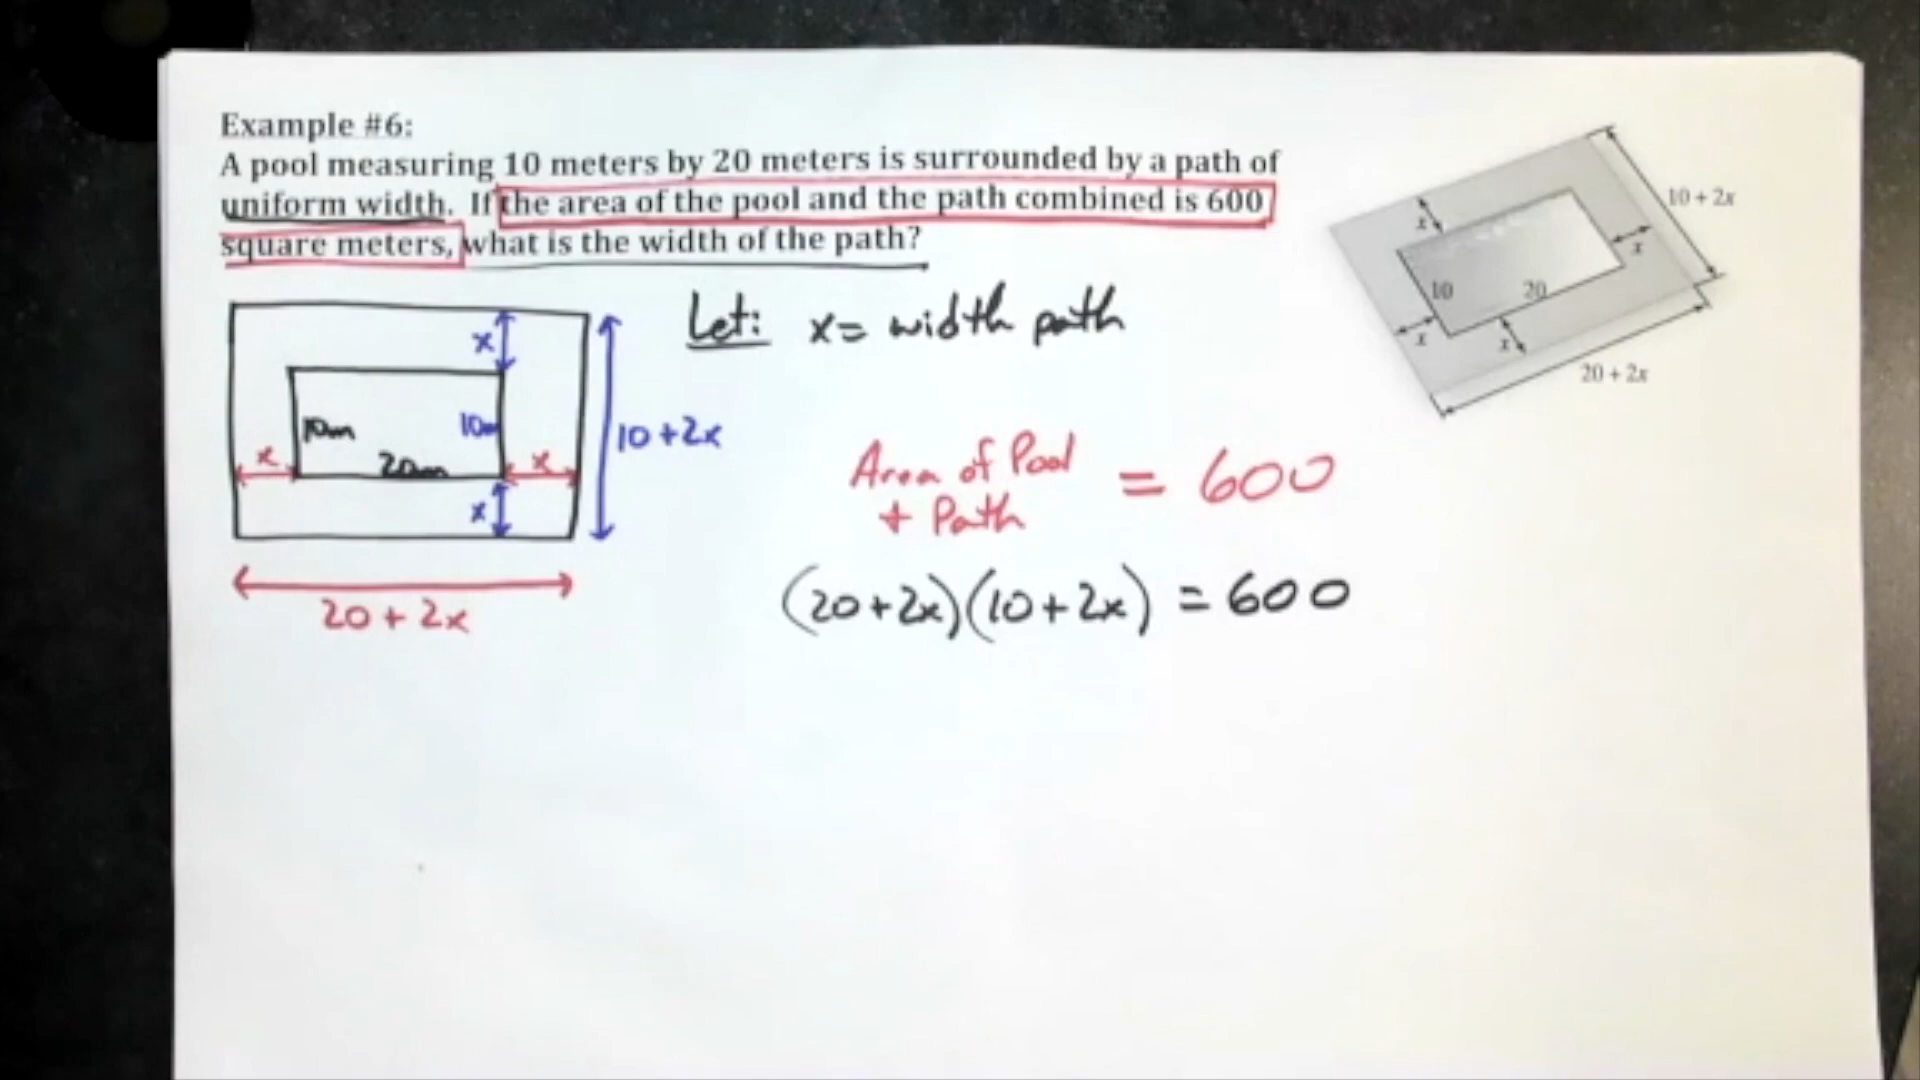 Example #6:
A pool measuring 10 meters by 20 meters is surrounded by a path of
uniform width. If the area of the pool and the path combined is 600
square meters, what is the width of the path?
10 + 2x
x
x
10
20
x
x
20 + 2x
Let: x = width path
x
10m
10m
10+2x
x
20m
x
x
20 + 2x
Area of Pool
+ Path
= 600
(20+2x)(10+2x) = 600